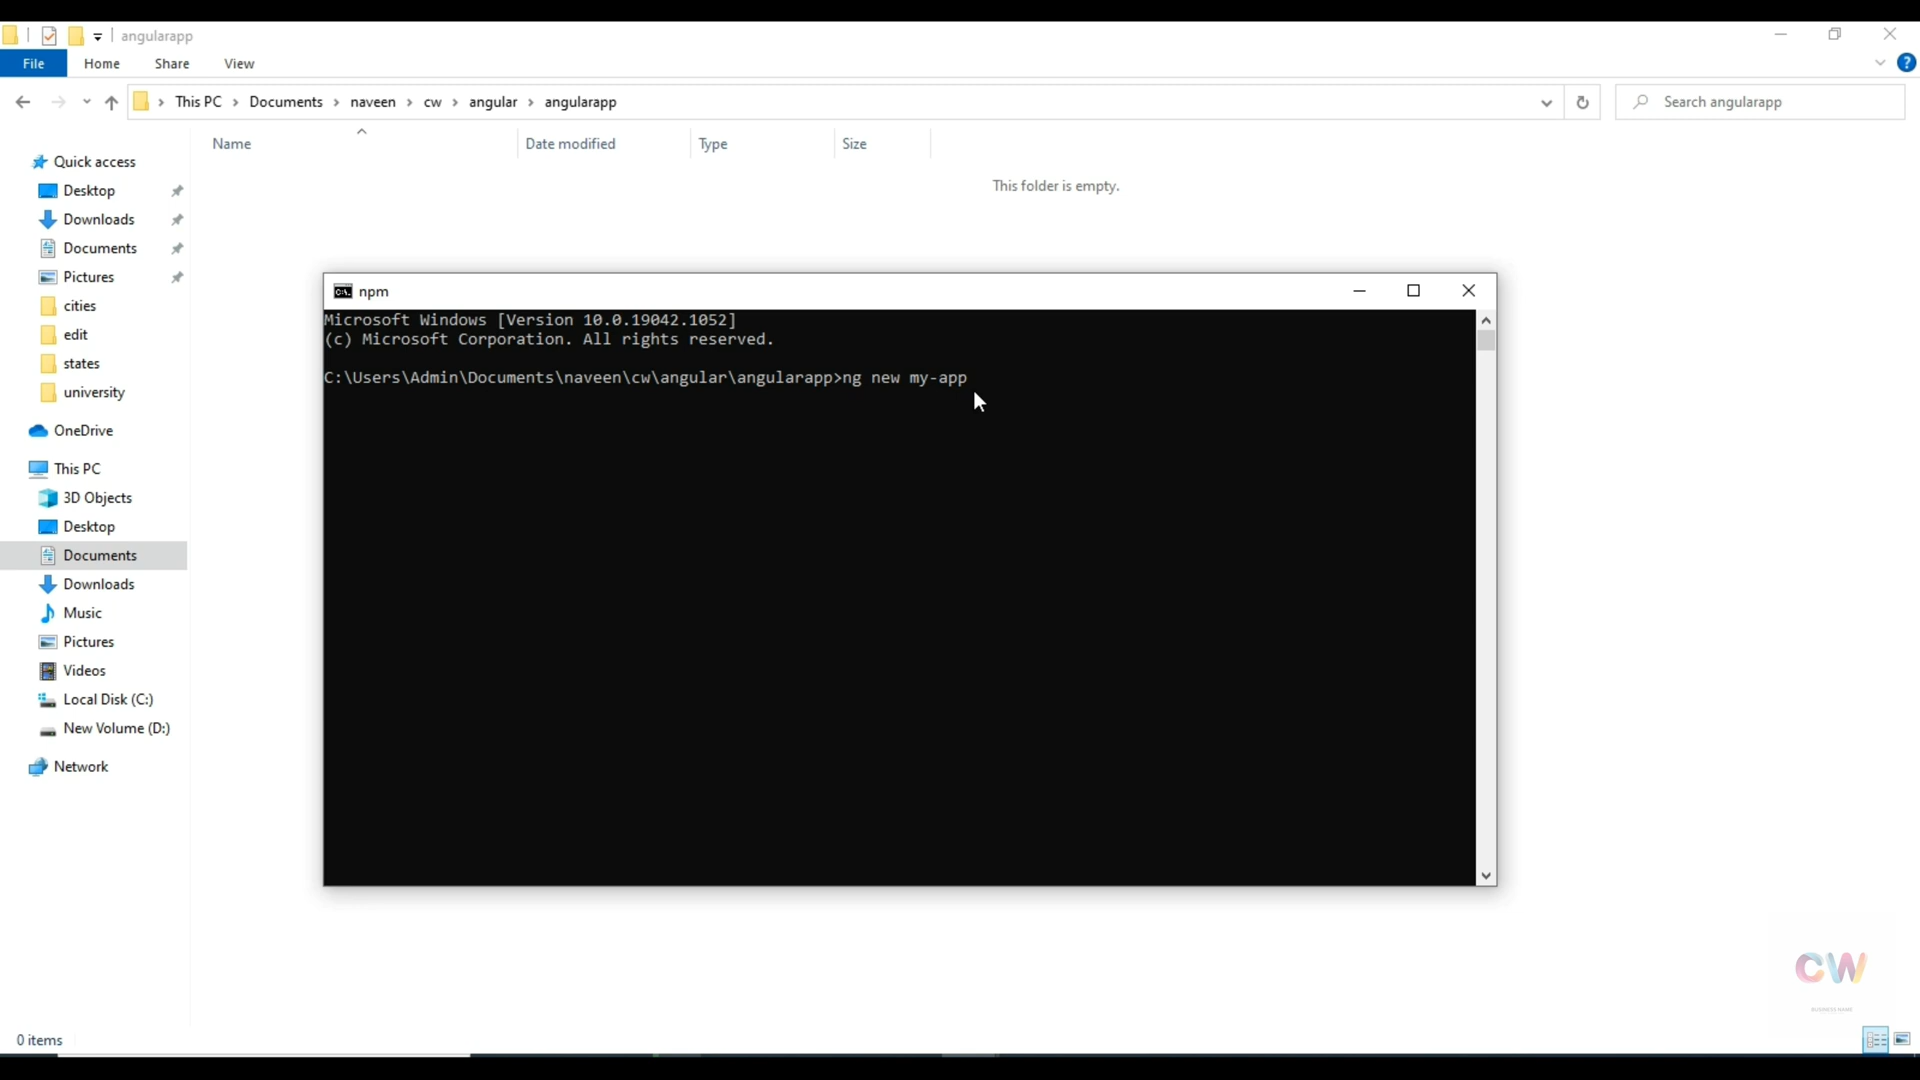 angularapp
File Home Share View
This PC Documents naveen cw angular angularapp
Search angularapp
Name Date modified Type Size
This folder is empty.
Quick access
Desktop
Downloads
Documents
Pictures
cities
edit
states
university
OneDrive
This PC
3D Objects
Desktop
Documents
Downloads
Music
Pictures
Videos
Local Disk (C:)
New Volume (D:)
Network
npm
Microsoft Windows [Version 10.0.19042.1052]
(c) Microsoft Corporation. All rights reserved.
C:\Users\Admin\Documents\naveen\cw\angular\angularapp>ng new my-app
CW
BUSINESS NAME
0 items